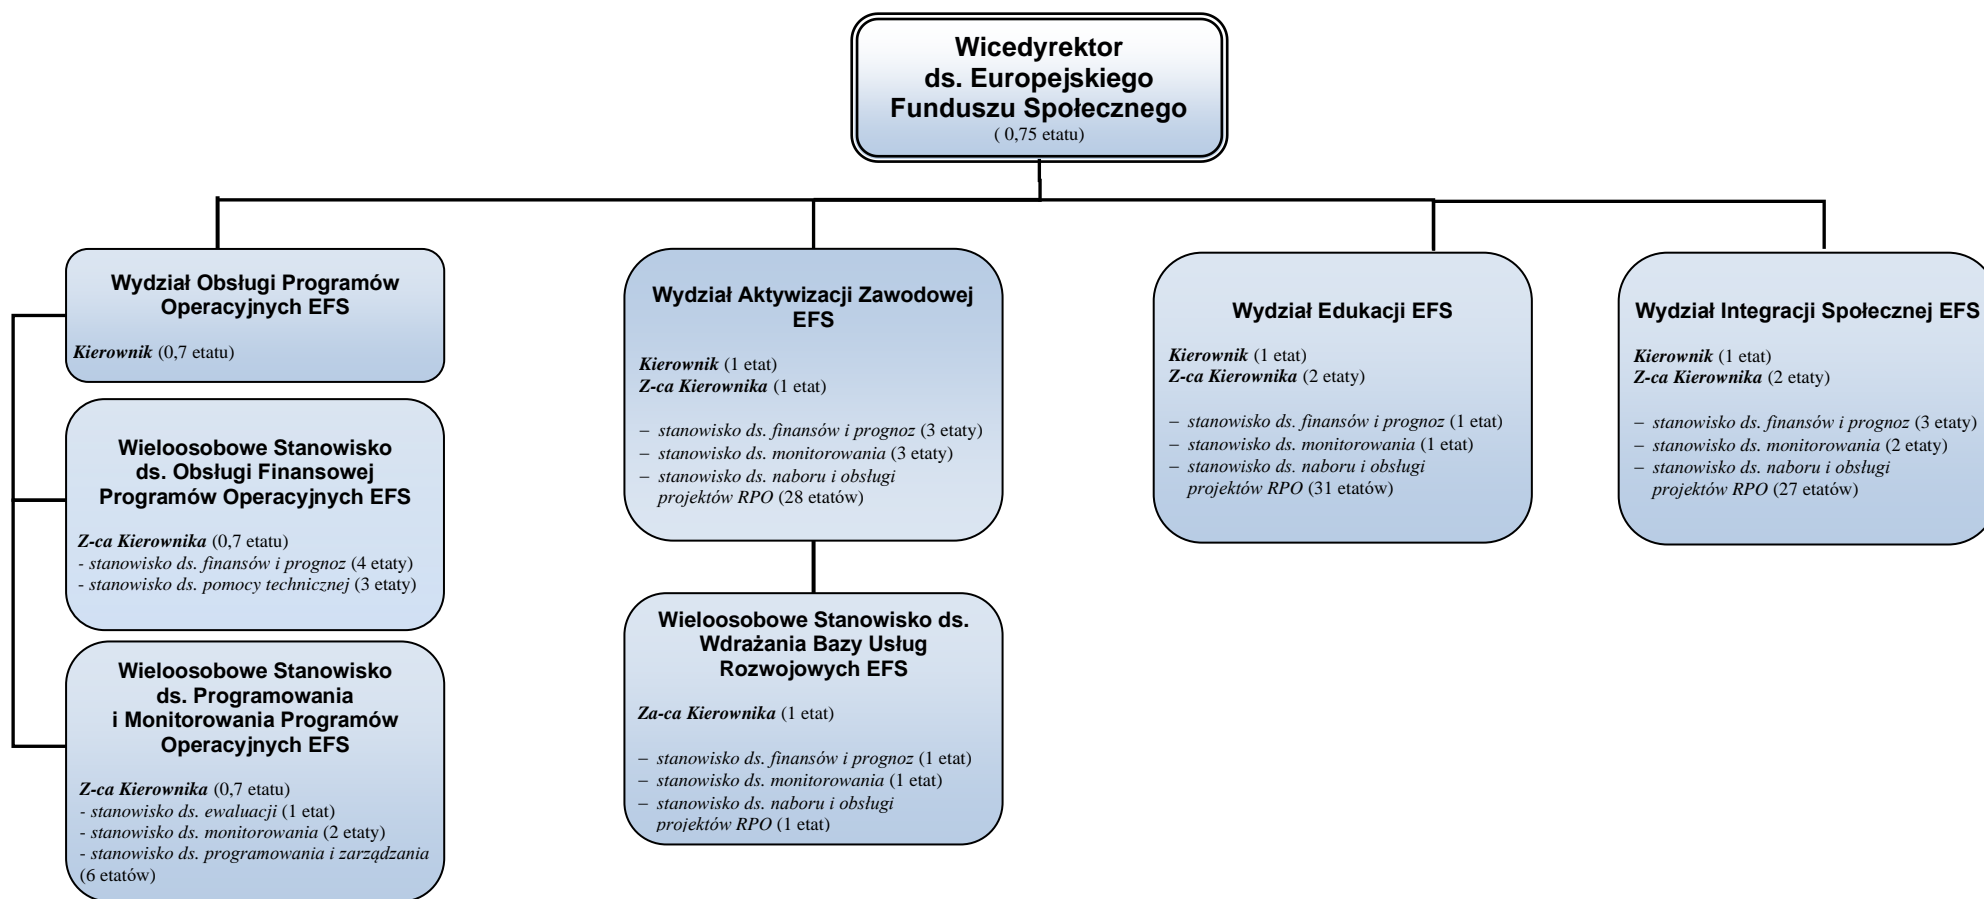 Wicedyrektor
ds. Europejskiego
Funduszu Społecznego
( 0,75 etatu)
Wydział Obsługi Programów
Operacyjnych EFS
Kierownik (0,7 etatu)
Wieloosobowe Stanowisko
ds. Obsługi Finansowej
Programów Operacyjnych EFS
Z-ca Kierownika (0,7 etatu)
- stanowisko ds. finansów i prognoz (4 etaty)
- stanowisko ds. pomocy technicznej (3 etaty)
Wieloosobowe Stanowisko
ds. Programowania
i Monitorowania Programów
Operacyjnych EFS
Z-ca Kierownika (0,7 etatu)
- stanowisko ds. ewaluacji (1 etat)
- stanowisko ds. monitorowania (2 etaty)
- stanowisko ds. programowania i zarządzania
(6 etatów)
Wydział Aktywizacji Zawodowej
EFS
Kierownik (1 etat)
Z-ca Kierownika (1 etat)
– stanowisko ds. finansów i prognoz (3 etaty)
– stanowisko ds. monitorowania (3 etaty)
– stanowisko ds. naboru i obsługi
projektów RPO (28 etatów)
Wieloosobowe Stanowisko ds.
Wdrażania Bazy Usług
Rozwojowych EFS
Za-ca Kierownika (1 etat)
– stanowisko ds. finansów i prognoz (1 etat)
– stanowisko ds. monitorowania (1 etat)
– stanowisko ds. naboru i obsługi
projektów RPO (1 etat)
Wydział Edukacji EFS
Kierownik (1 etat)
Z-ca Kierownika (2 etaty)
– stanowisko ds. finansów i prognoz (1 etat)
– stanowisko ds. monitorowania (1 etat)
– stanowisko ds. naboru i obsługi
projektów RPO (31 etatów)
Wydział Integracji Społecznej EFS
Kierownik (1 etat)
Z-ca Kierownika (2 etaty)
– stanowisko ds. finansów i prognoz (3 etaty)
– stanowisko ds. monitorowania (2 etaty)
– stanowisko ds. naboru i obsługi
projektów RPO (27 etatów)